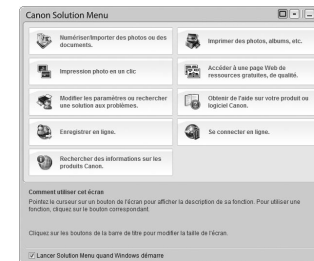 Canon Solution Menu
Numériser/Importer des photos ou des
documents.
Imprimer des photos, albums, etc.
Impression photo en un clic
Accéder à une page Web de
ressources gratuites, de qualité.
Modifier les paramètres ou rechercher
une solution aux problèmes.
Obtenir de l'aide sur votre produit ou
logiciel Canon.
Enregistrer en ligne.
Se connecter en ligne.
Rechercher des informations sur les
produits Canon.
Comment utiliser cet écran
Pointez le curseur sur un bouton de l'écran pour afficher la description de sa fonction. Pour utiliser une
fonction, cliquez sur le bouton correspondant.
Cliquez sur les boutons de la barre de titre pour modifier la taille de l'écran.
Lancer Solution Menu quand Windows démarre